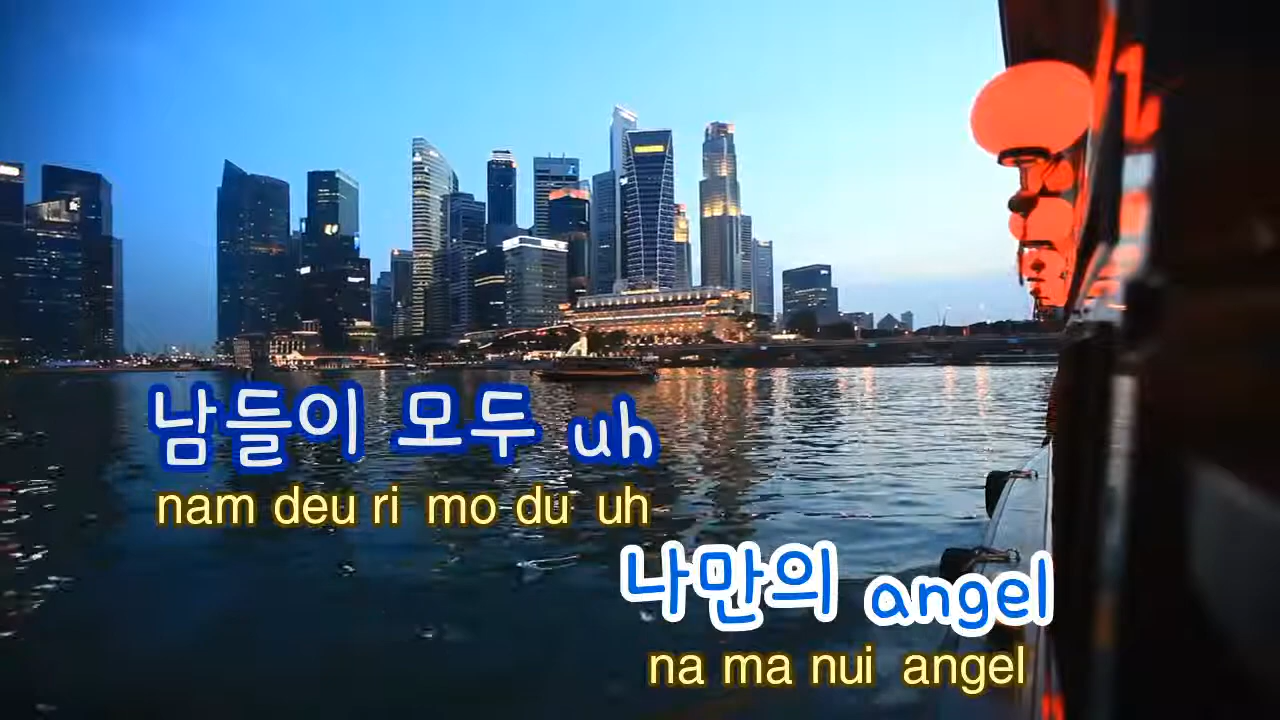 남들이 모두 uh
nam deu ri mo du uh
나만의 angel
na ma nui angel